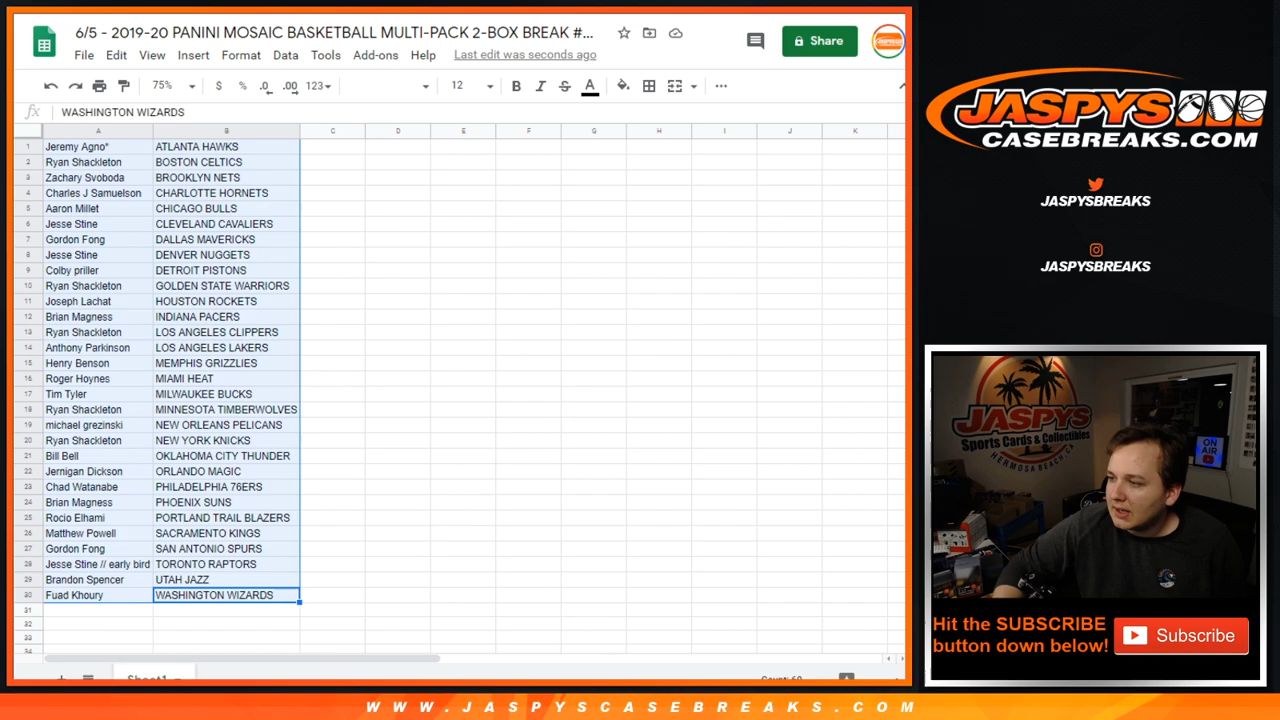 6/5 - 2019-20 PANINI MOSAIC BASKETBALL MULTI-PACK 2-BOX BREAK #...
File Edit View Insert Format Data Tools Add-ons Help Last edit was seconds ago
Share
75% $ % .0 .00 123 12 B I S A
fx WASHINGTON WIZARDS
A B C D E F G H I J K
1 Jeremy Agno* ATLANTA HAWKS
2 Ryan Shackleton BOSTON CELTICS
3 Zachary Svoboda BROOKLYN NETS
4 Charles J Samuelson CHARLOTTE HORNETS
5 Aaron Millet CHICAGO BULLS
6 Jesse Stine CLEVELAND CAVALIERS
7 Gordon Fong DALLAS MAVERICKS
8 Jesse Stine DENVER NUGGETS
9 Colby priller DETROIT PISTONS
10 Ryan Shackleton GOLDEN STATE WARRIORS
11 Joseph Lachat HOUSTON ROCKETS
12 Brian Magness INDIANA PACERS
13 Ryan Shackleton LOS ANGELES CLIPPERS
14 Anthony Parkinson LOS ANGELES LAKERS
15 Henry Benson MEMPHIS GRIZZLIES
16 Roger Hoynes MIAMI HEAT
17 Tim Tyler MILWAUKEE BUCKS
18 Ryan Shackleton MINNESOTA TIMBERWOLVES
19 michael grezinski NEW ORLEANS PELICANS
20 Ryan Shackleton NEW YORK KNICKS
21 Bill Bell OKLAHOMA CITY THUNDER
22 Jernigan Dickson ORLANDO MAGIC
23 Chad Watanabe PHILADELPHIA 76ERS
24 Brian Magness PHOENIX SUNS
25 Rocio Elhami PORTLAND TRAIL BLAZERS
26 Matthew Powell SACRAMENTO KINGS
27 Gordon Fong SAN ANTONIO SPURS
28 Jesse Stine // early bird TORONTO RAPTORS
29 Brandon Spencer UTAH JAZZ
30 Fuad Khoury WASHINGTON WIZARDS
31
32
33
34
Sheet1 Count: 60
JASPYS
CASEBREAKS.COM
JASPYSBREAKS
JASPYSBREAKS
JASPYS
Sports Cards & Collectibles
HERMOSA BEACH, CA
ON
AIR
Hit the SUBSCRIBE
button down below!
Subscribe
WWW.JASPYSCASEBREAKS.COM